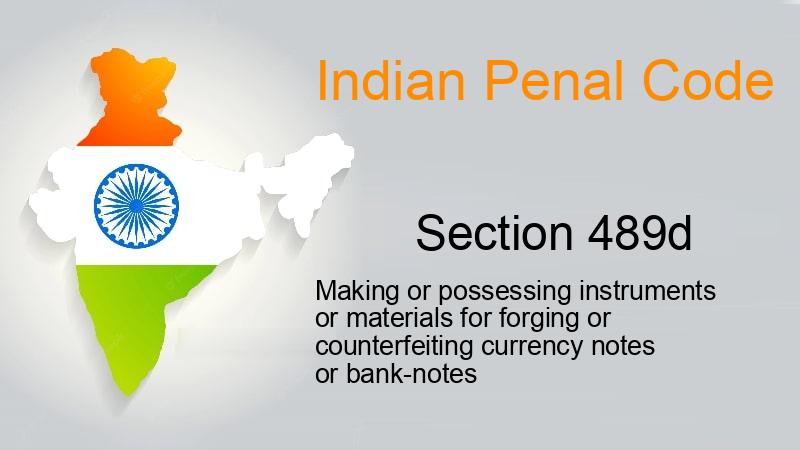 Indian Penal Code
Section 489d
Making or possessing instruments
or materials for forging or
counterfeiting currency notes
or bank-notes